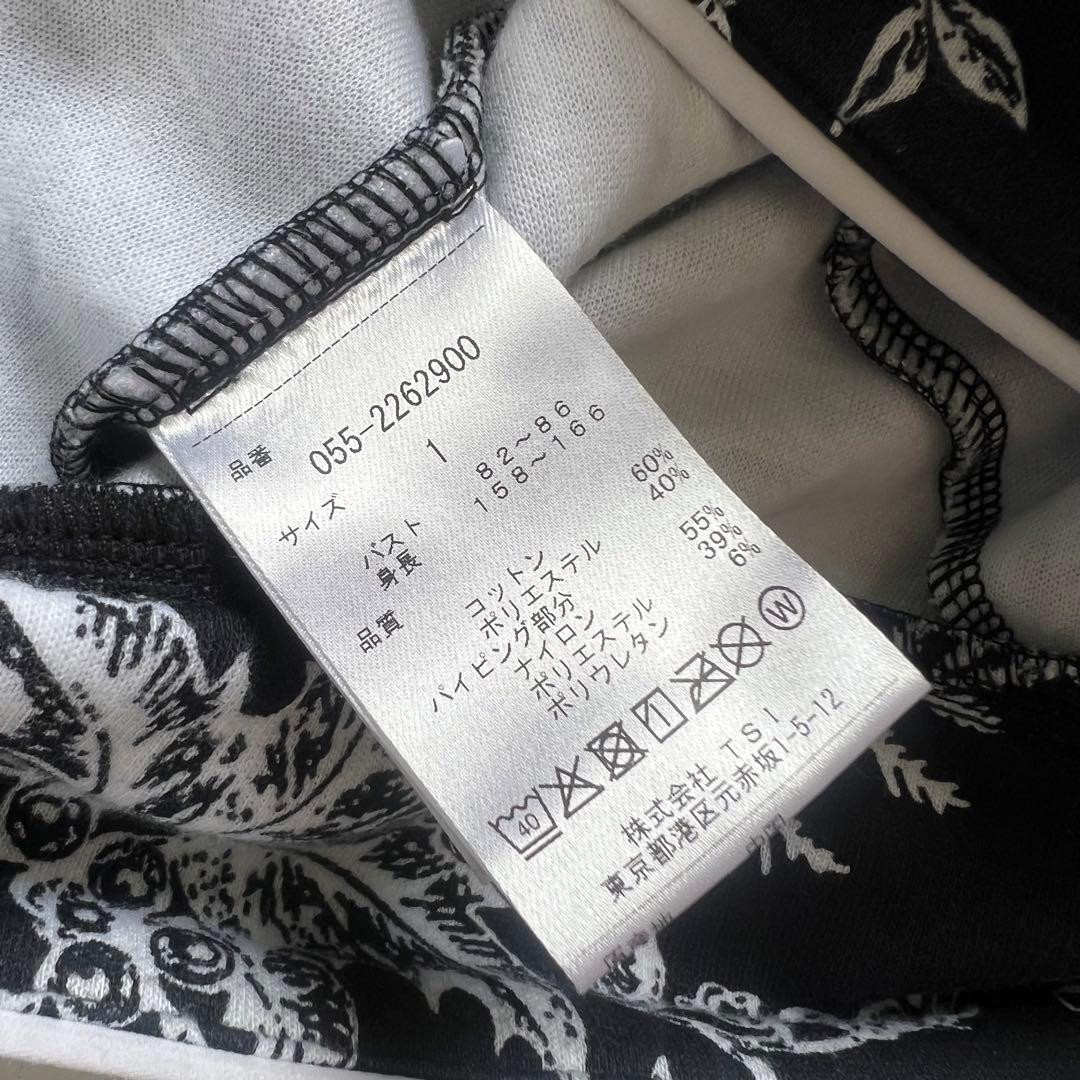 品番 055-2262900
サイズ 1
バスト 82～86
身長 158～166
品質 コットン 60%
ポリエステル 40%
パイピング部分
ナイロン 55%
ポリエステル 39%
ポリウレタン 6%
40 W
株式会社 TSI
東京都港区元赤坂1-5-12